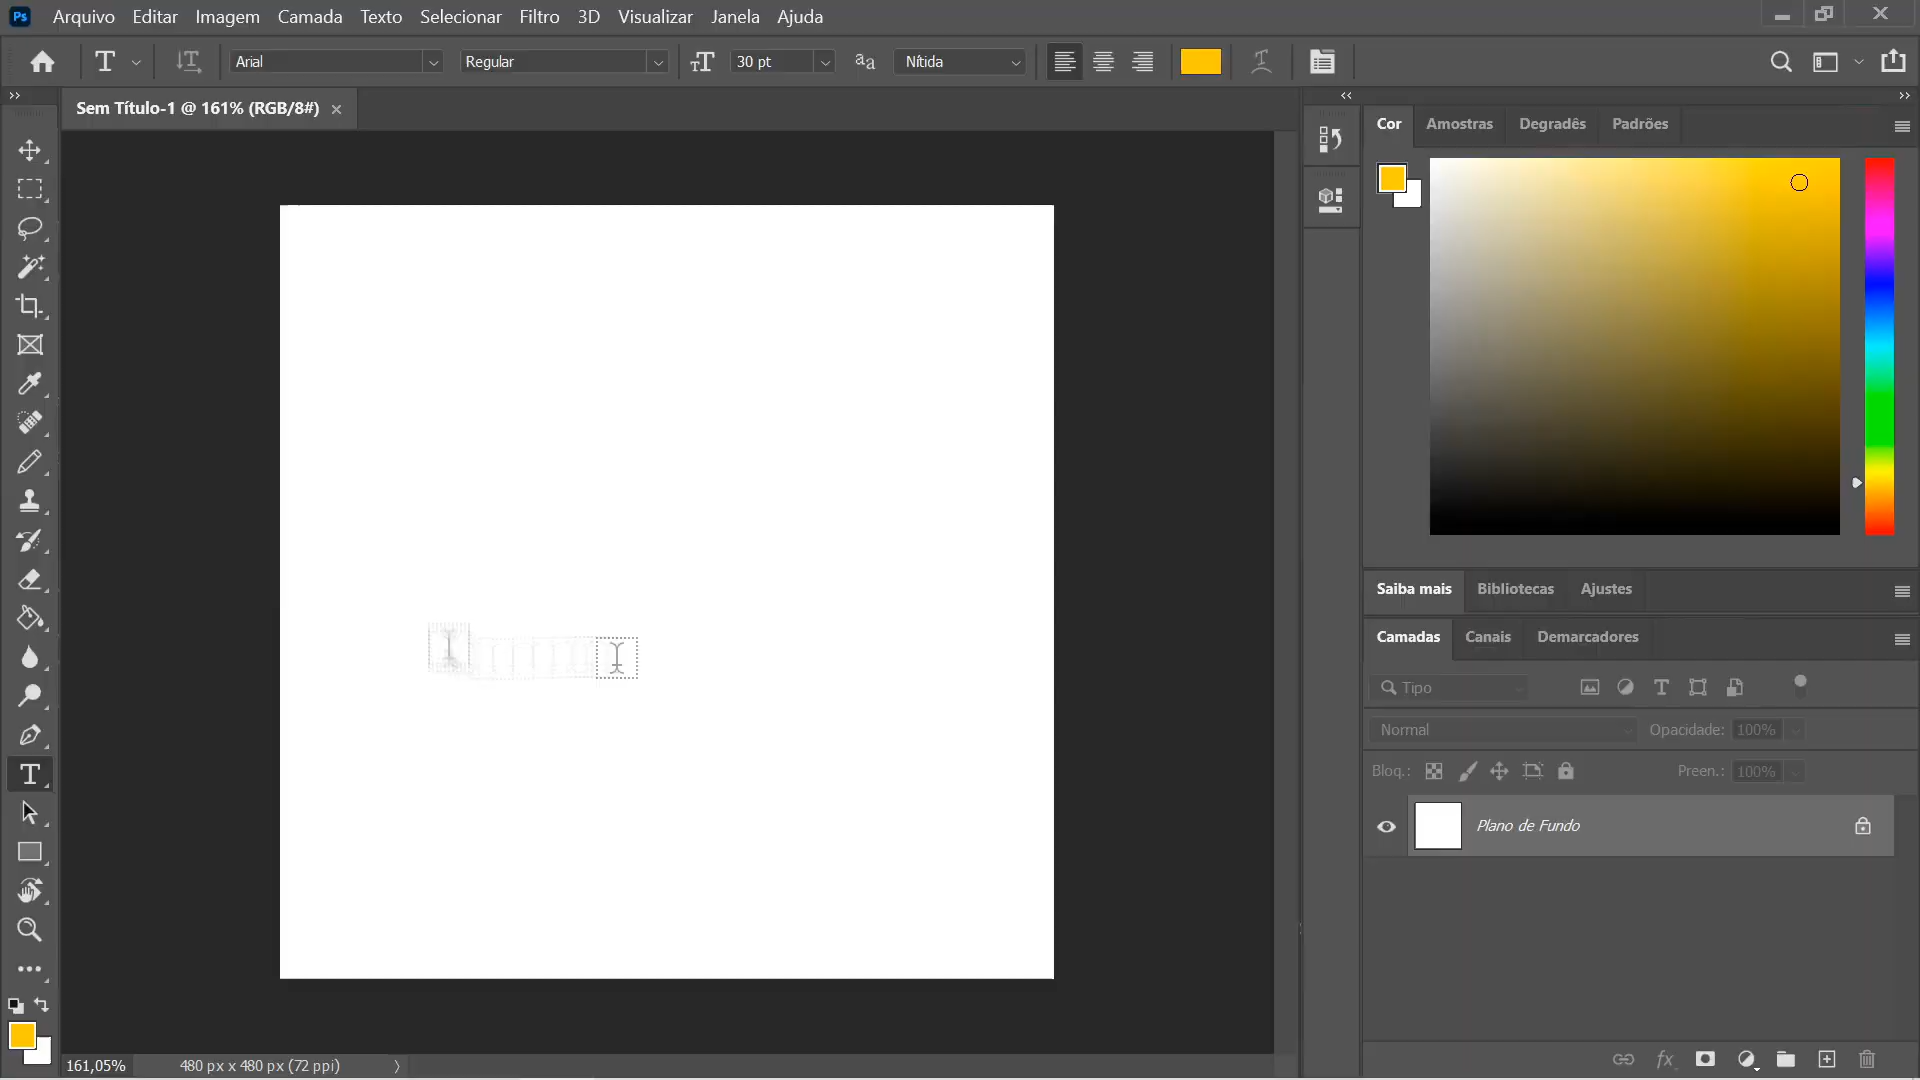 Ps Arquivo Editar Imagem Camada Texto Selecionar Filtro 3D Visualizar Janela Ajuda
Arial Regular 30 pt aa Nítida
Sem Título-1 @ 161% (RGB/8#)
Cor Amostras Degradês Padrões
Saiba mais Bibliotecas Ajustes
Camadas Canais Demarcadores
Tipo
Normal Opacidade: 100%
Bloq.: Preen.: 100%
Plano de Fundo
fx
161,05% 480 px x 480 px (72 ppi)